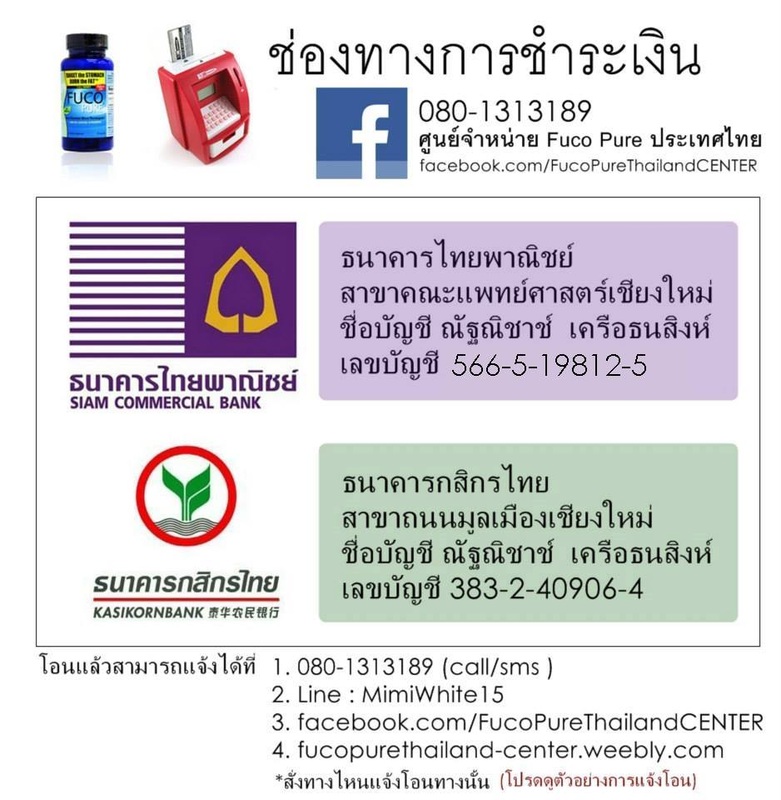 ช่องทางการชำระเงิน
TARGET the STOMACH
BURN the FAT
FUCO
PURE
080-1313189
ศูนย์จำหน่าย Fuco Pure ประเทศไทย
facebook.com/FucoPureThailandCENTER
ธนาคารไทยพาณิชย์
SIAM COMMERCIAL BANK
ธนาคารไทยพาณิชย์
สาขาคณะแพทย์ศาสตร์เชียงใหม่
ชื่อบัญชี ณัฐณิชาช์ เครือธนสิงห์
เลขบัญชี 566-5-19812-5
ธนาคารกสิกรไทย
KASIKORNBANK 泰华农民银行
ธนาคารกสิกรไทย
สาขาถนนมูลเมืองเชียงใหม่
ชื่อบัญชี ณัฐณิชาช์ เครือธนสิงห์
เลขบัญชี 383-2-40906-4
โอนแล้วสามารถแจ้งได้ที่ 1. 080-1313189 (call/sms )
2. Line : MimiWhite15
3. facebook.com/FucoPureThailandCENTER
4. fucopurethailand-center.weebly.com
*สั่งทางไหนแจ้งโอนทางนั้น (โปรดดูตัวอย่างการแจ้งโอน)